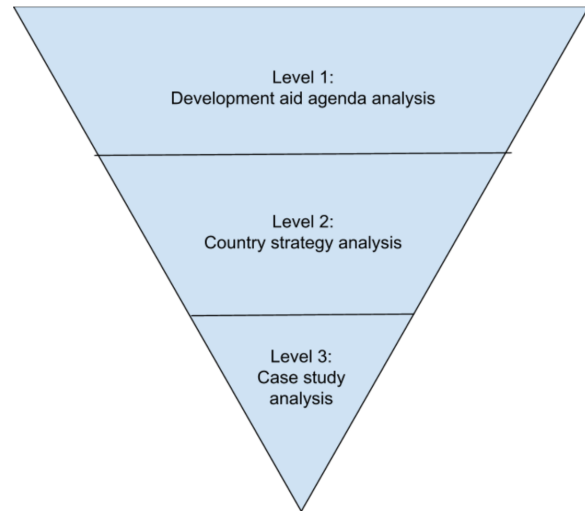 Level 1:
Development aid agenda analysis
Level 2:
Country strategy analysis
Level 3:
Case study
analysis